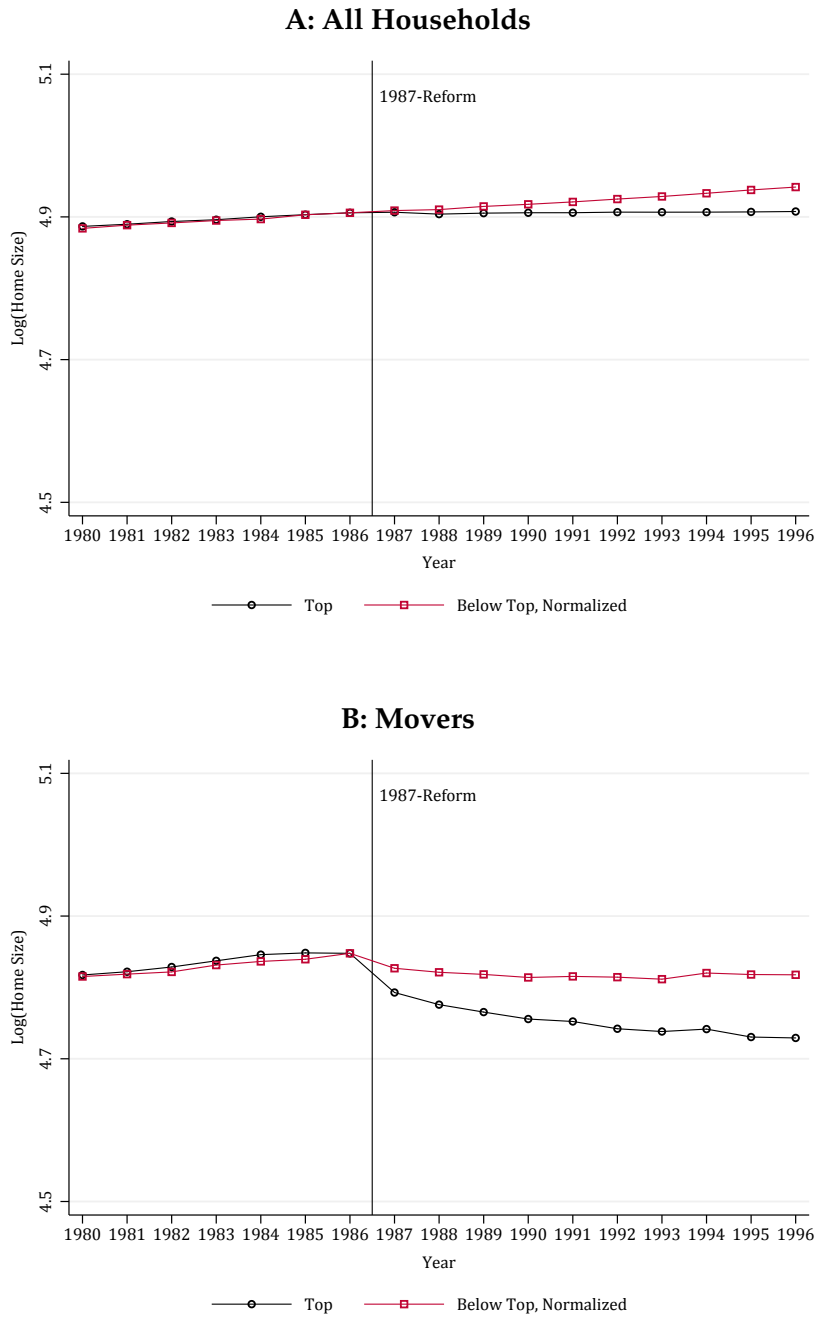 A: All Households
5.1
1987-Reform
4.9
Log(Home Size)
4.7
4.5
1980 1981 1982 1983 1984 1985 1986 1987 1988 1989 1990 1991 1992 1993 1994 1995 1996
Year
Top Below Top, Normalized
B: Movers
5.1
1987-Reform
4.9
Log(Home Size)
4.7
4.5
1980 1981 1982 1983 1984 1985 1986 1987 1988 1989 1990 1991 1992 1993 1994 1995 1996
Year
Top Below Top, Normalized